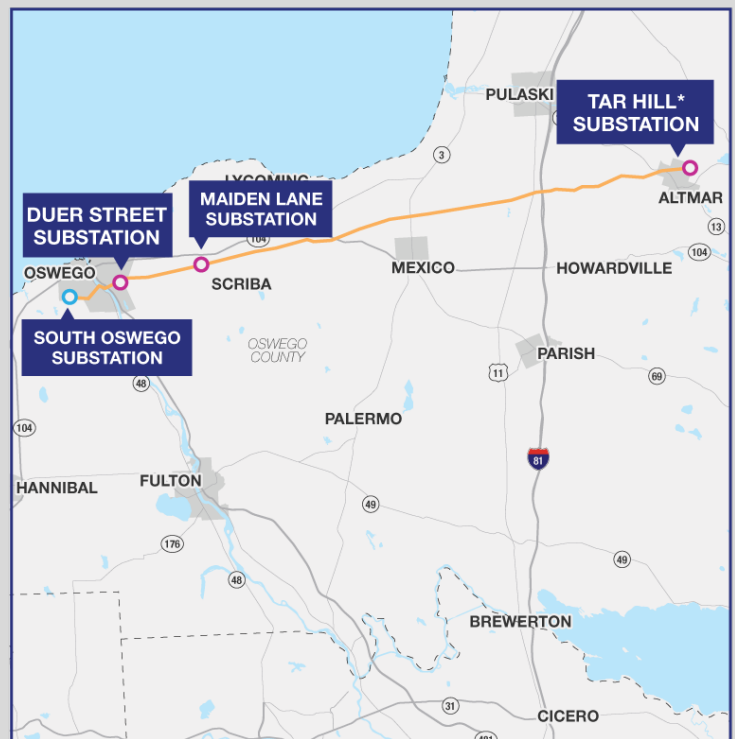 PULASKI
TAR HILL*
SUBSTATION
3
LYCOMING
MAIDEN LANE
SUBSTATION
DUER STREET
SUBSTATION
ALTMAR
13
104
104
OSWEGO
MEXICO
HOWARDVILLE
SCRIBA
SOUTH OSWEGO
SUBSTATION
OSWEGO
COUNTY
PARISH
11
69
48
PALERMO
104
81
FULTON
HANNIBAL
49
176
49
48
BREWERTON
31
CICERO